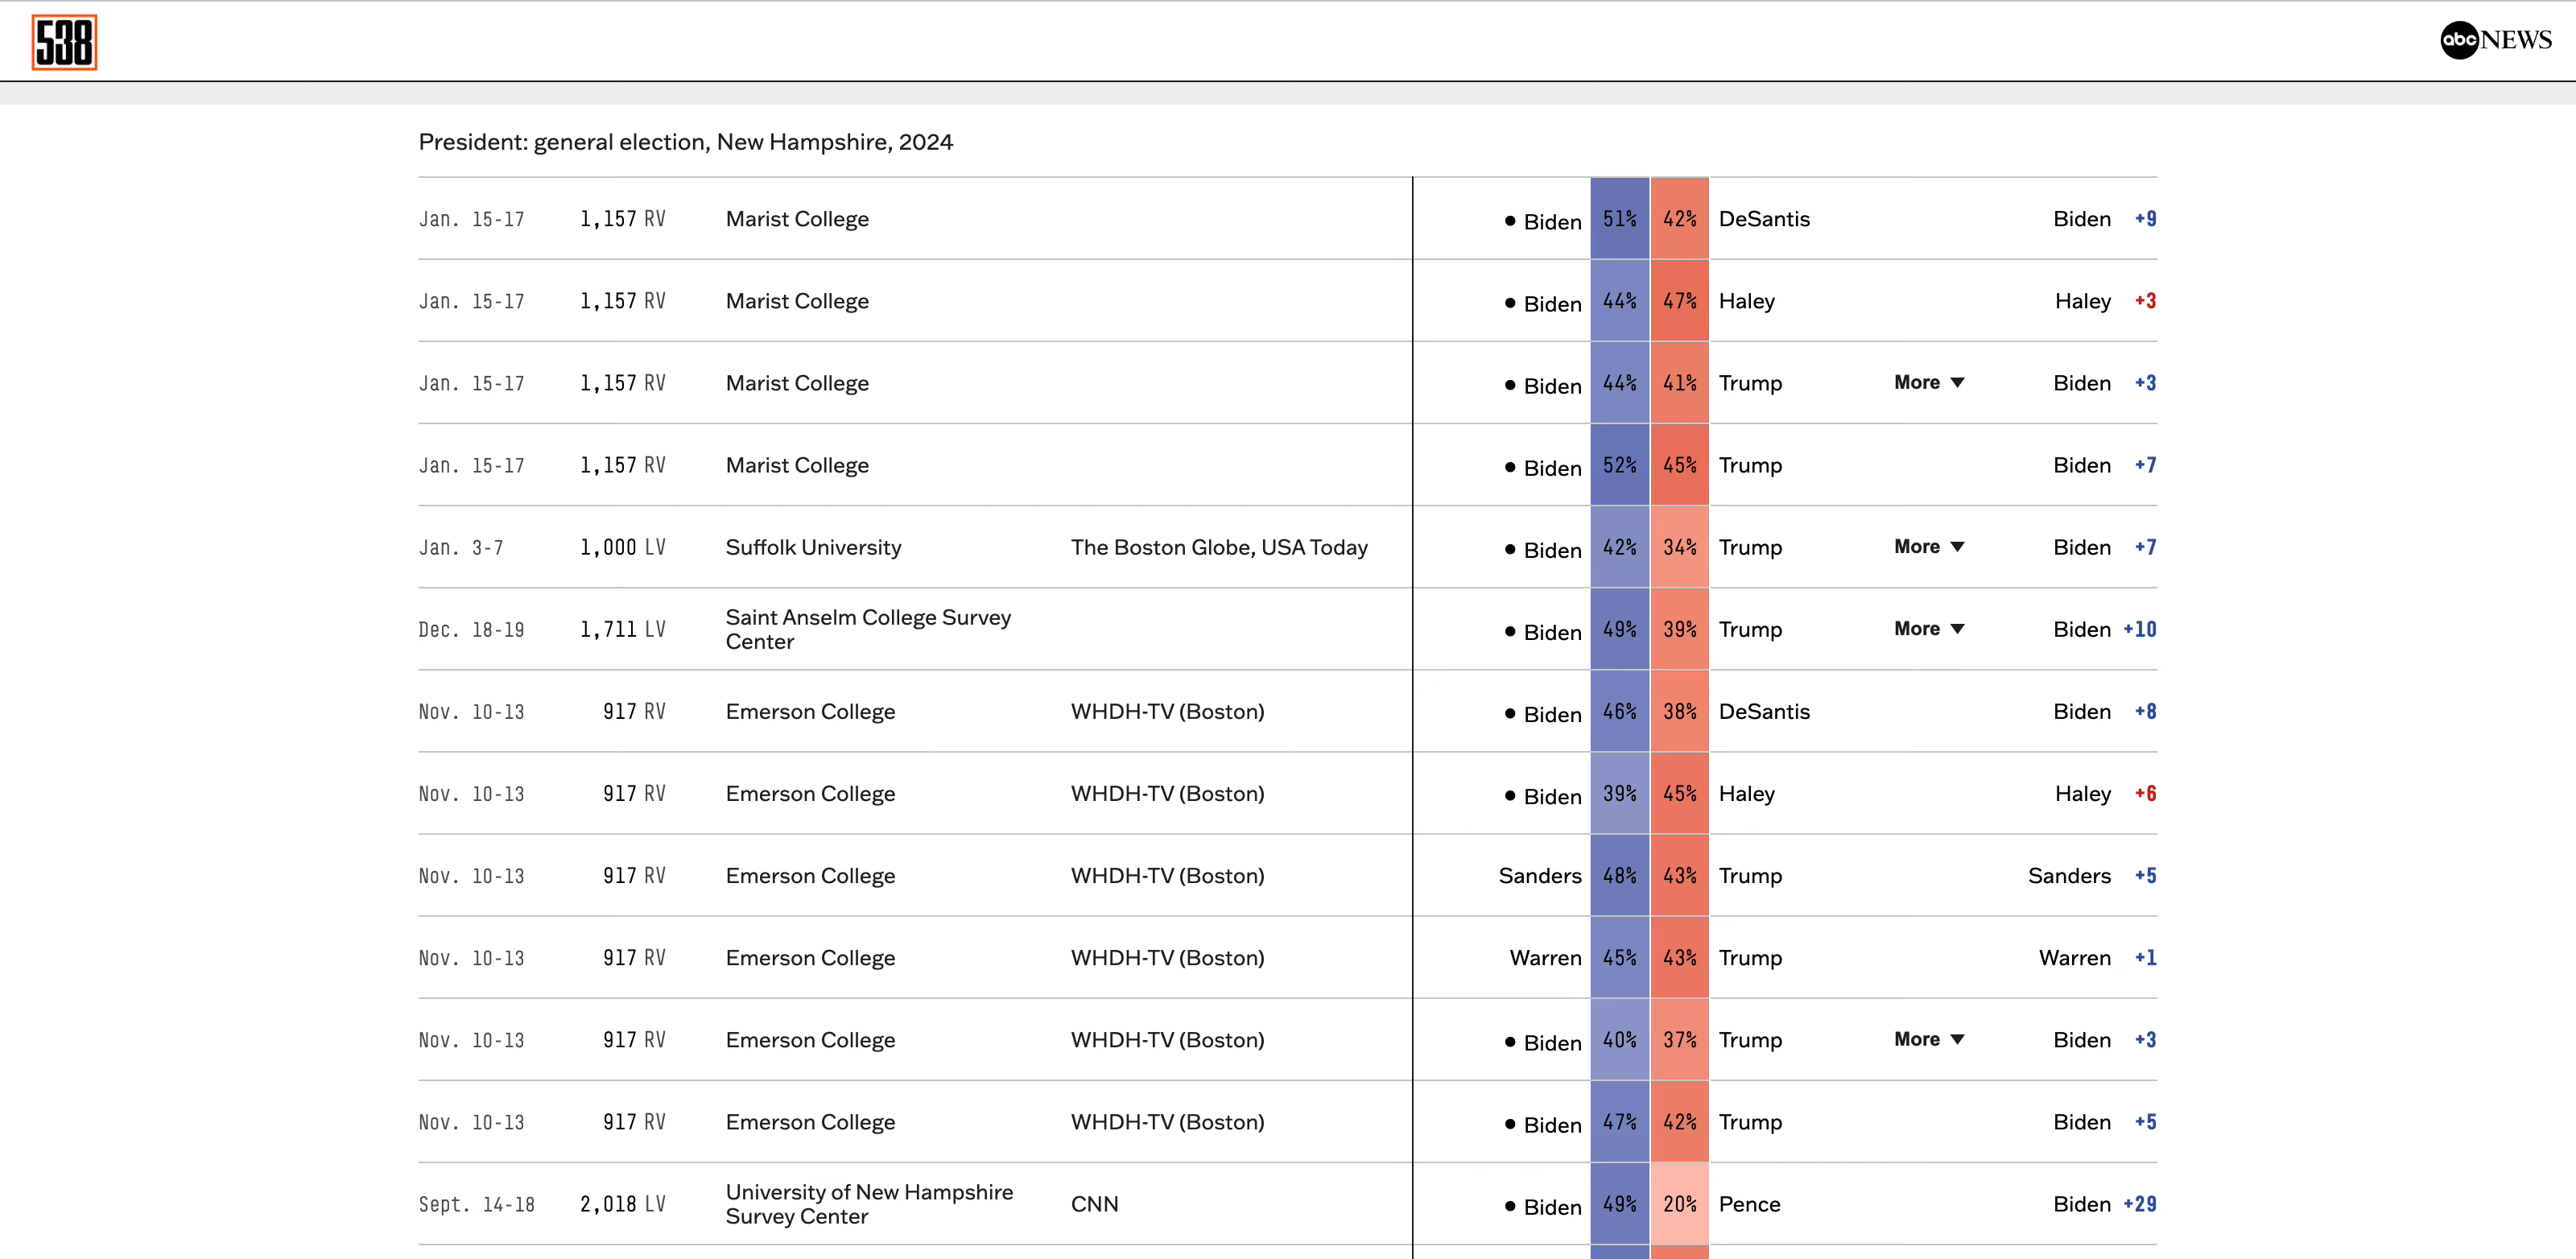 538
abc NEWS
President: general election, New Hampshire, 2024
Jan. 15-17 1,157 RV Marist College • Biden 51% 42% DeSantis Biden +9
Jan. 15-17 1,157 RV Marist College • Biden 44% 47% Haley Haley +3
Jan. 15-17 1,157 RV Marist College • Biden 44% 41% Trump More ▼ Biden +3
Jan. 15-17 1,157 RV Marist College • Biden 52% 45% Trump Biden +7
Jan. 3-7 1,000 LV Suffolk University The Boston Globe, USA Today • Biden 42% 34% Trump More ▼ Biden +7
Dec. 18-19 1,711 LV Saint Anselm College Survey
Center • Biden 49% 39% Trump More ▼ Biden +10
Nov. 10-13 917 RV Emerson College WHDH-TV (Boston) • Biden 46% 38% DeSantis Biden +8
Nov. 10-13 917 RV Emerson College WHDH-TV (Boston) • Biden 39% 45% Haley Haley +6
Nov. 10-13 917 RV Emerson College WHDH-TV (Boston) Sanders 48% 43% Trump Sanders +5
Nov. 10-13 917 RV Emerson College WHDH-TV (Boston) Warren 45% 43% Trump Warren +1
Nov. 10-13 917 RV Emerson College WHDH-TV (Boston) • Biden 40% 37% Trump More ▼ Biden +3
Nov. 10-13 917 RV Emerson College WHDH-TV (Boston) • Biden 47% 42% Trump Biden +5
Sept. 14-18 2,018 LV University of New Hampshire
Survey Center CNN • Biden 49% 20% Pence Biden +29